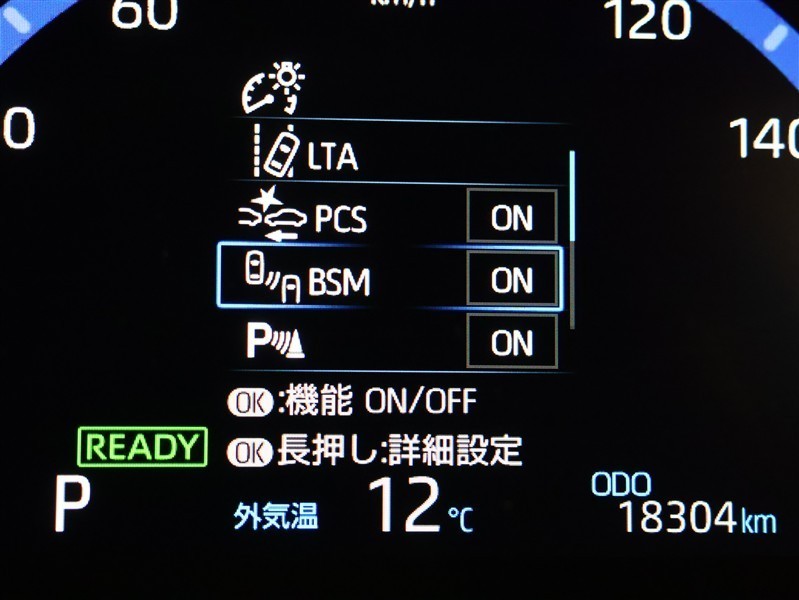 60
km/h
120
0
140
LTA
PCS ON
BSM ON
P ON
OK:機能 ON/OFF
READY
OK長押し:詳細設定
P
外気温 12℃
ODO
18304km